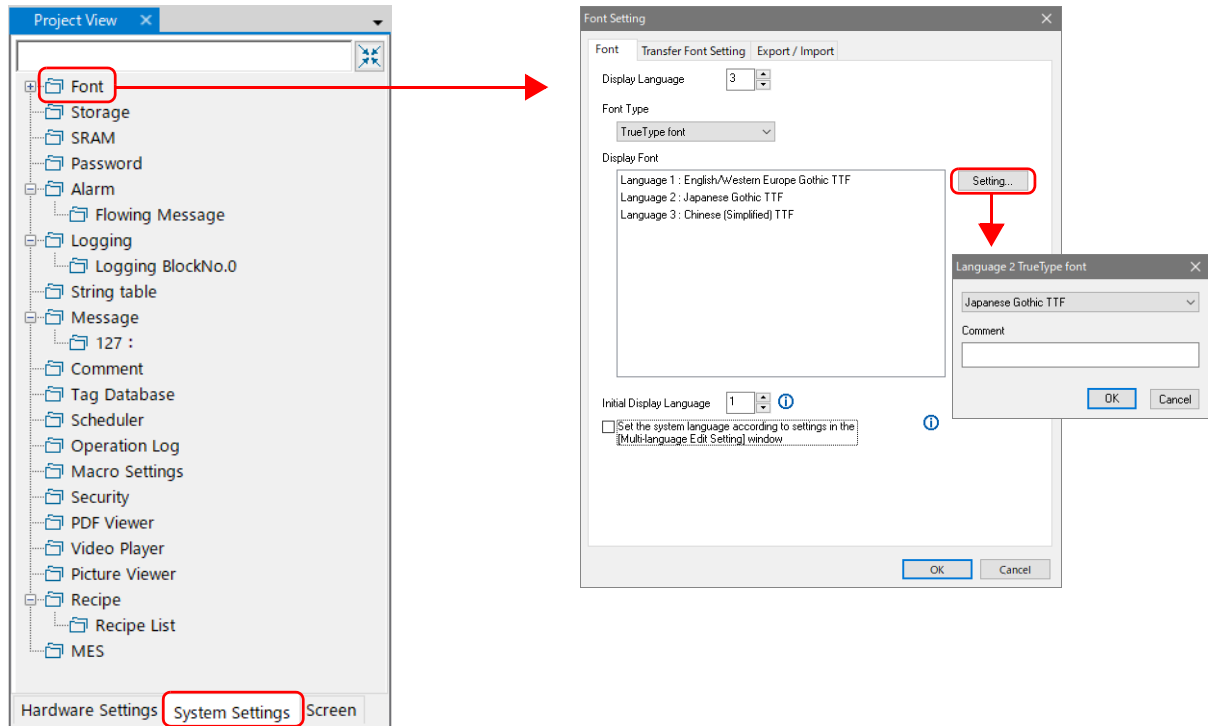 Project View
Font
Storage
SRAM
Password
Alarm
Flowing Message
Logging
Logging BlockNo.0
String table
Message
127 :
Comment
Tag Database
Scheduler
Operation Log
Macro Settings
Security
PDF Viewer
Video Player
Picture Viewer
Recipe
Recipe List
MES
Hardware Settings System Settings Screen
Font Setting
Font Transfer Font Setting Export / Import
Display Language 3
Font Type
TrueType font
Display Font
Language 1 : English/Western Europe Gothic TTF
Language 2 : Japanese Gothic TTF
Language 3 : Chinese (Simplified) TTF
Setting...
Initial Display Language 1
Set the system language according to settings in the
[Multi-language Edit Setting] window
OK Cancel
Language 2 TrueType font
Japanese Gothic TTF
Comment
OK Cancel